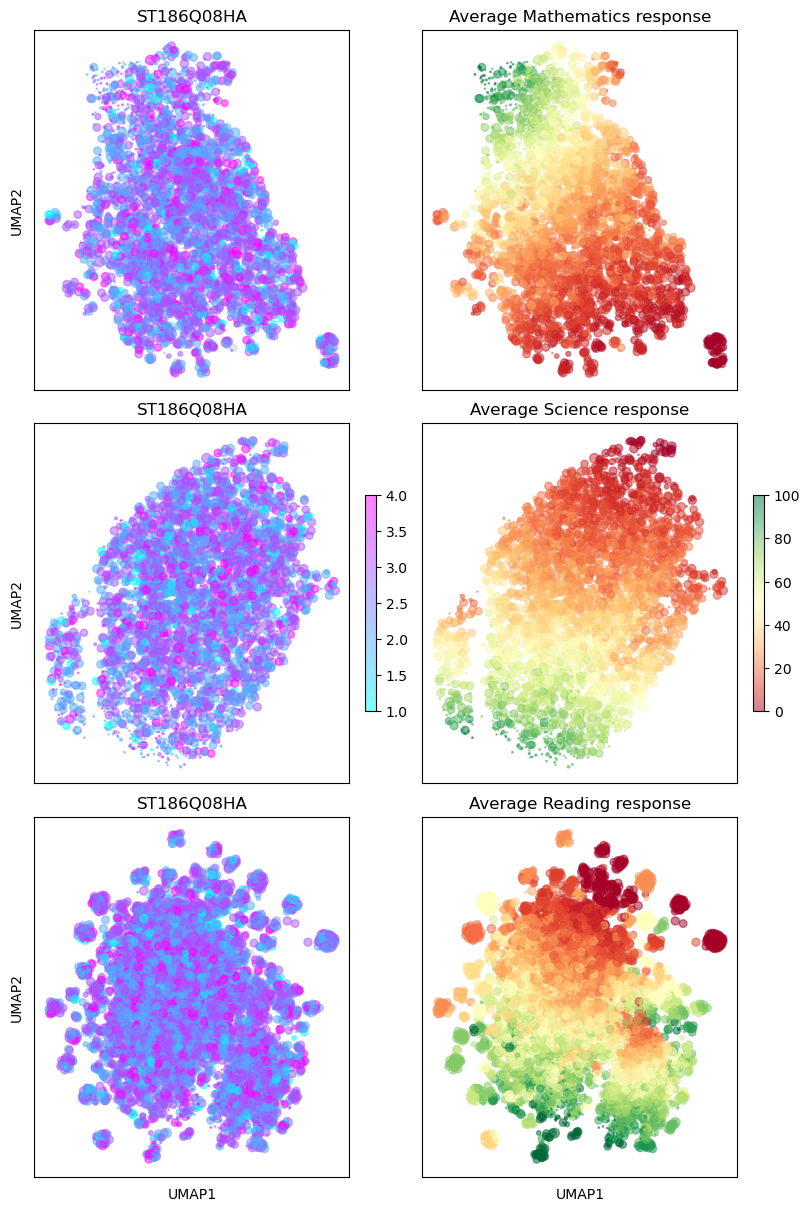 ST186Q08HA
Average Mathematics response
UMAP2
ST186Q08HA
Average Science response
UMAP2
4.0
3.5
3.0
2.5
2.0
1.5
1.0
100
80
60
40
20
0
ST186Q08HA
Average Reading response
UMAP2
UMAP1
UMAP1